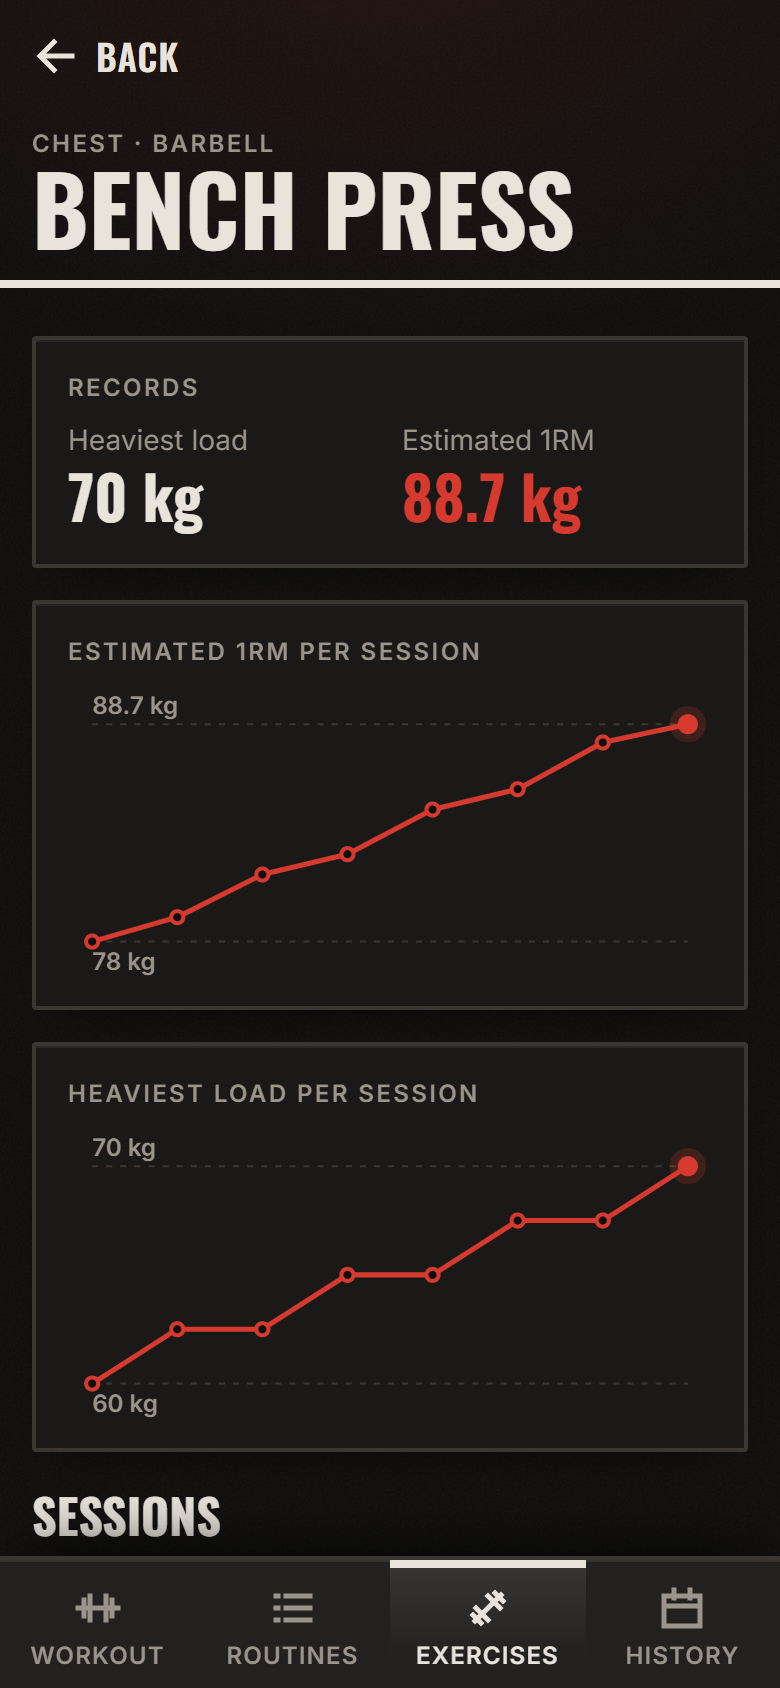 BACK
CHEST · BARBELL
BENCH PRESS
RECORDS
Heaviest load
Estimated 1RM
70 kg
88.7 kg
ESTIMATED 1RM PER SESSION
88.7 kg
78 kg
HEAVIEST LOAD PER SESSION
70 kg
60 kg
SESSIONS
WORKOUT
ROUTINES
EXERCISES
HISTORY